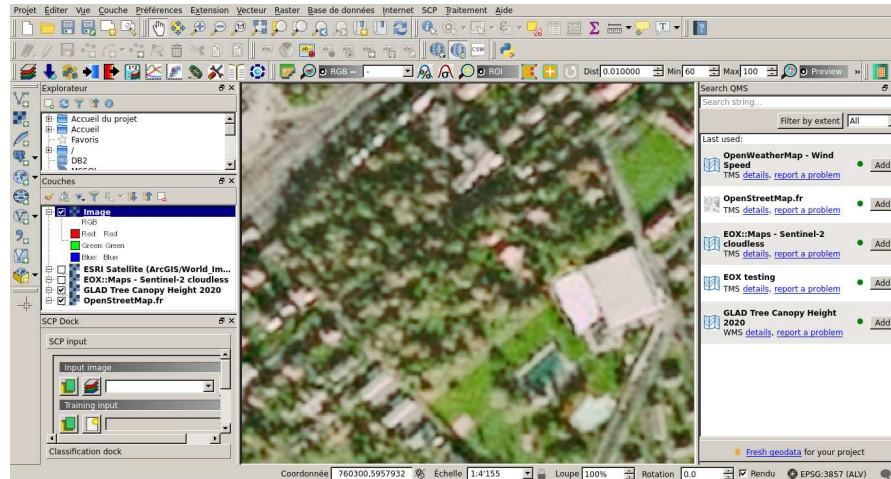 Projet Éditer Vue Couche Préférences Extension Vecteur Raster Base de données Internet SCP Traitement Aide
RGB = - ROI Dist 0.010000 Min 60 Max 100 Preview »
Explorateur
Accueil du projet
Accueil
Favoris
/
DB2
Couches
Image
RGB
Red: Red
Green: Green
Blue: Blue
ESRI Satellite (ArcGIS/World_Im...
EOX::Maps - Sentinel-2 cloudless
GLAD Tree Canopy Height 2020
OpenStreetMap.fr
SCP Dock
SCP input
Input image
Training input
Classification dock
Search QMS
Search string...
Filter by extent All
Last used:
OpenWeatherMap - Wind
Speed
TMS details, report a problem Add
OpenStreetMap.fr
TMS details, report a problem Add
EOX::Maps - Sentinel-2
cloudless
TMS details, report a problem Add
EOX testing
TMS details, report a problem Add
GLAD Tree Canopy Height
2020
WMS details, report a problem Add
Fresh geodata for your project
Coordonnée 760300,5957932 Échelle 1:4'155 Loupe 100% Rotation 0.0 Rendu EPSG:3857 (ALV)